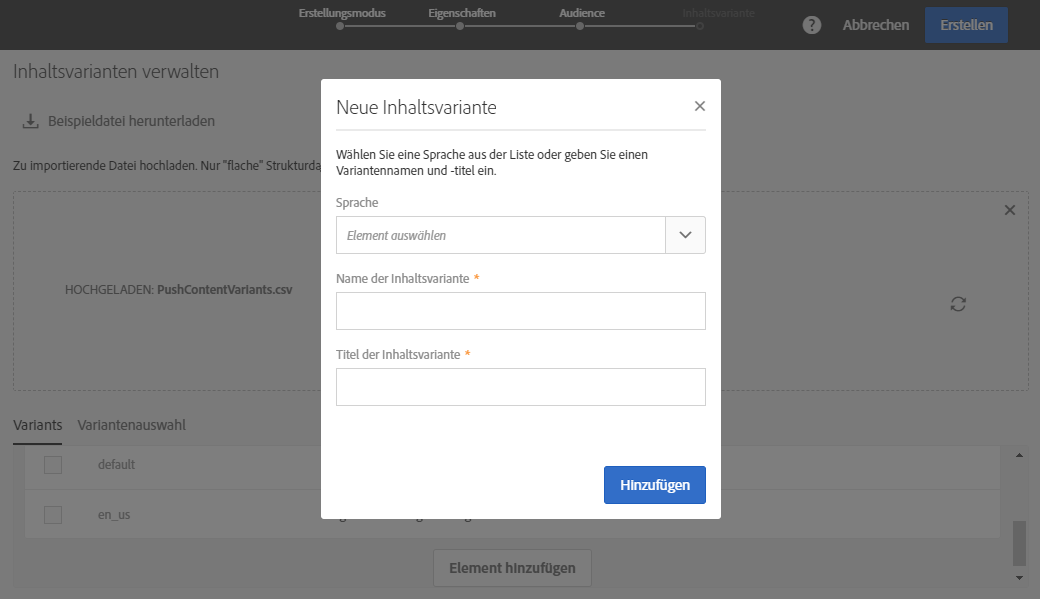 Erstellungsmodus
Eigenschaften
Audience
Inhaltsvariante
?
Abbrechen
Erstellen
Inhaltsvarianten verwalten
Beispieldatei herunterladen
Zu importierende Datei hochladen. Nur "flache"
HOCHGELADEN: PushContentVariants.csv
Neue Inhaltsvariante
Wählen Sie eine Sprache aus der Liste oder geben Sie einen
Variantennamen und -titel ein.
Sprache
Element auswählen
Name der Inhaltsvariante *
Titel der Inhaltsvariante *
Hinzufügen
Variants
Variantenauswahl
default
en_us
Element hinzufügen